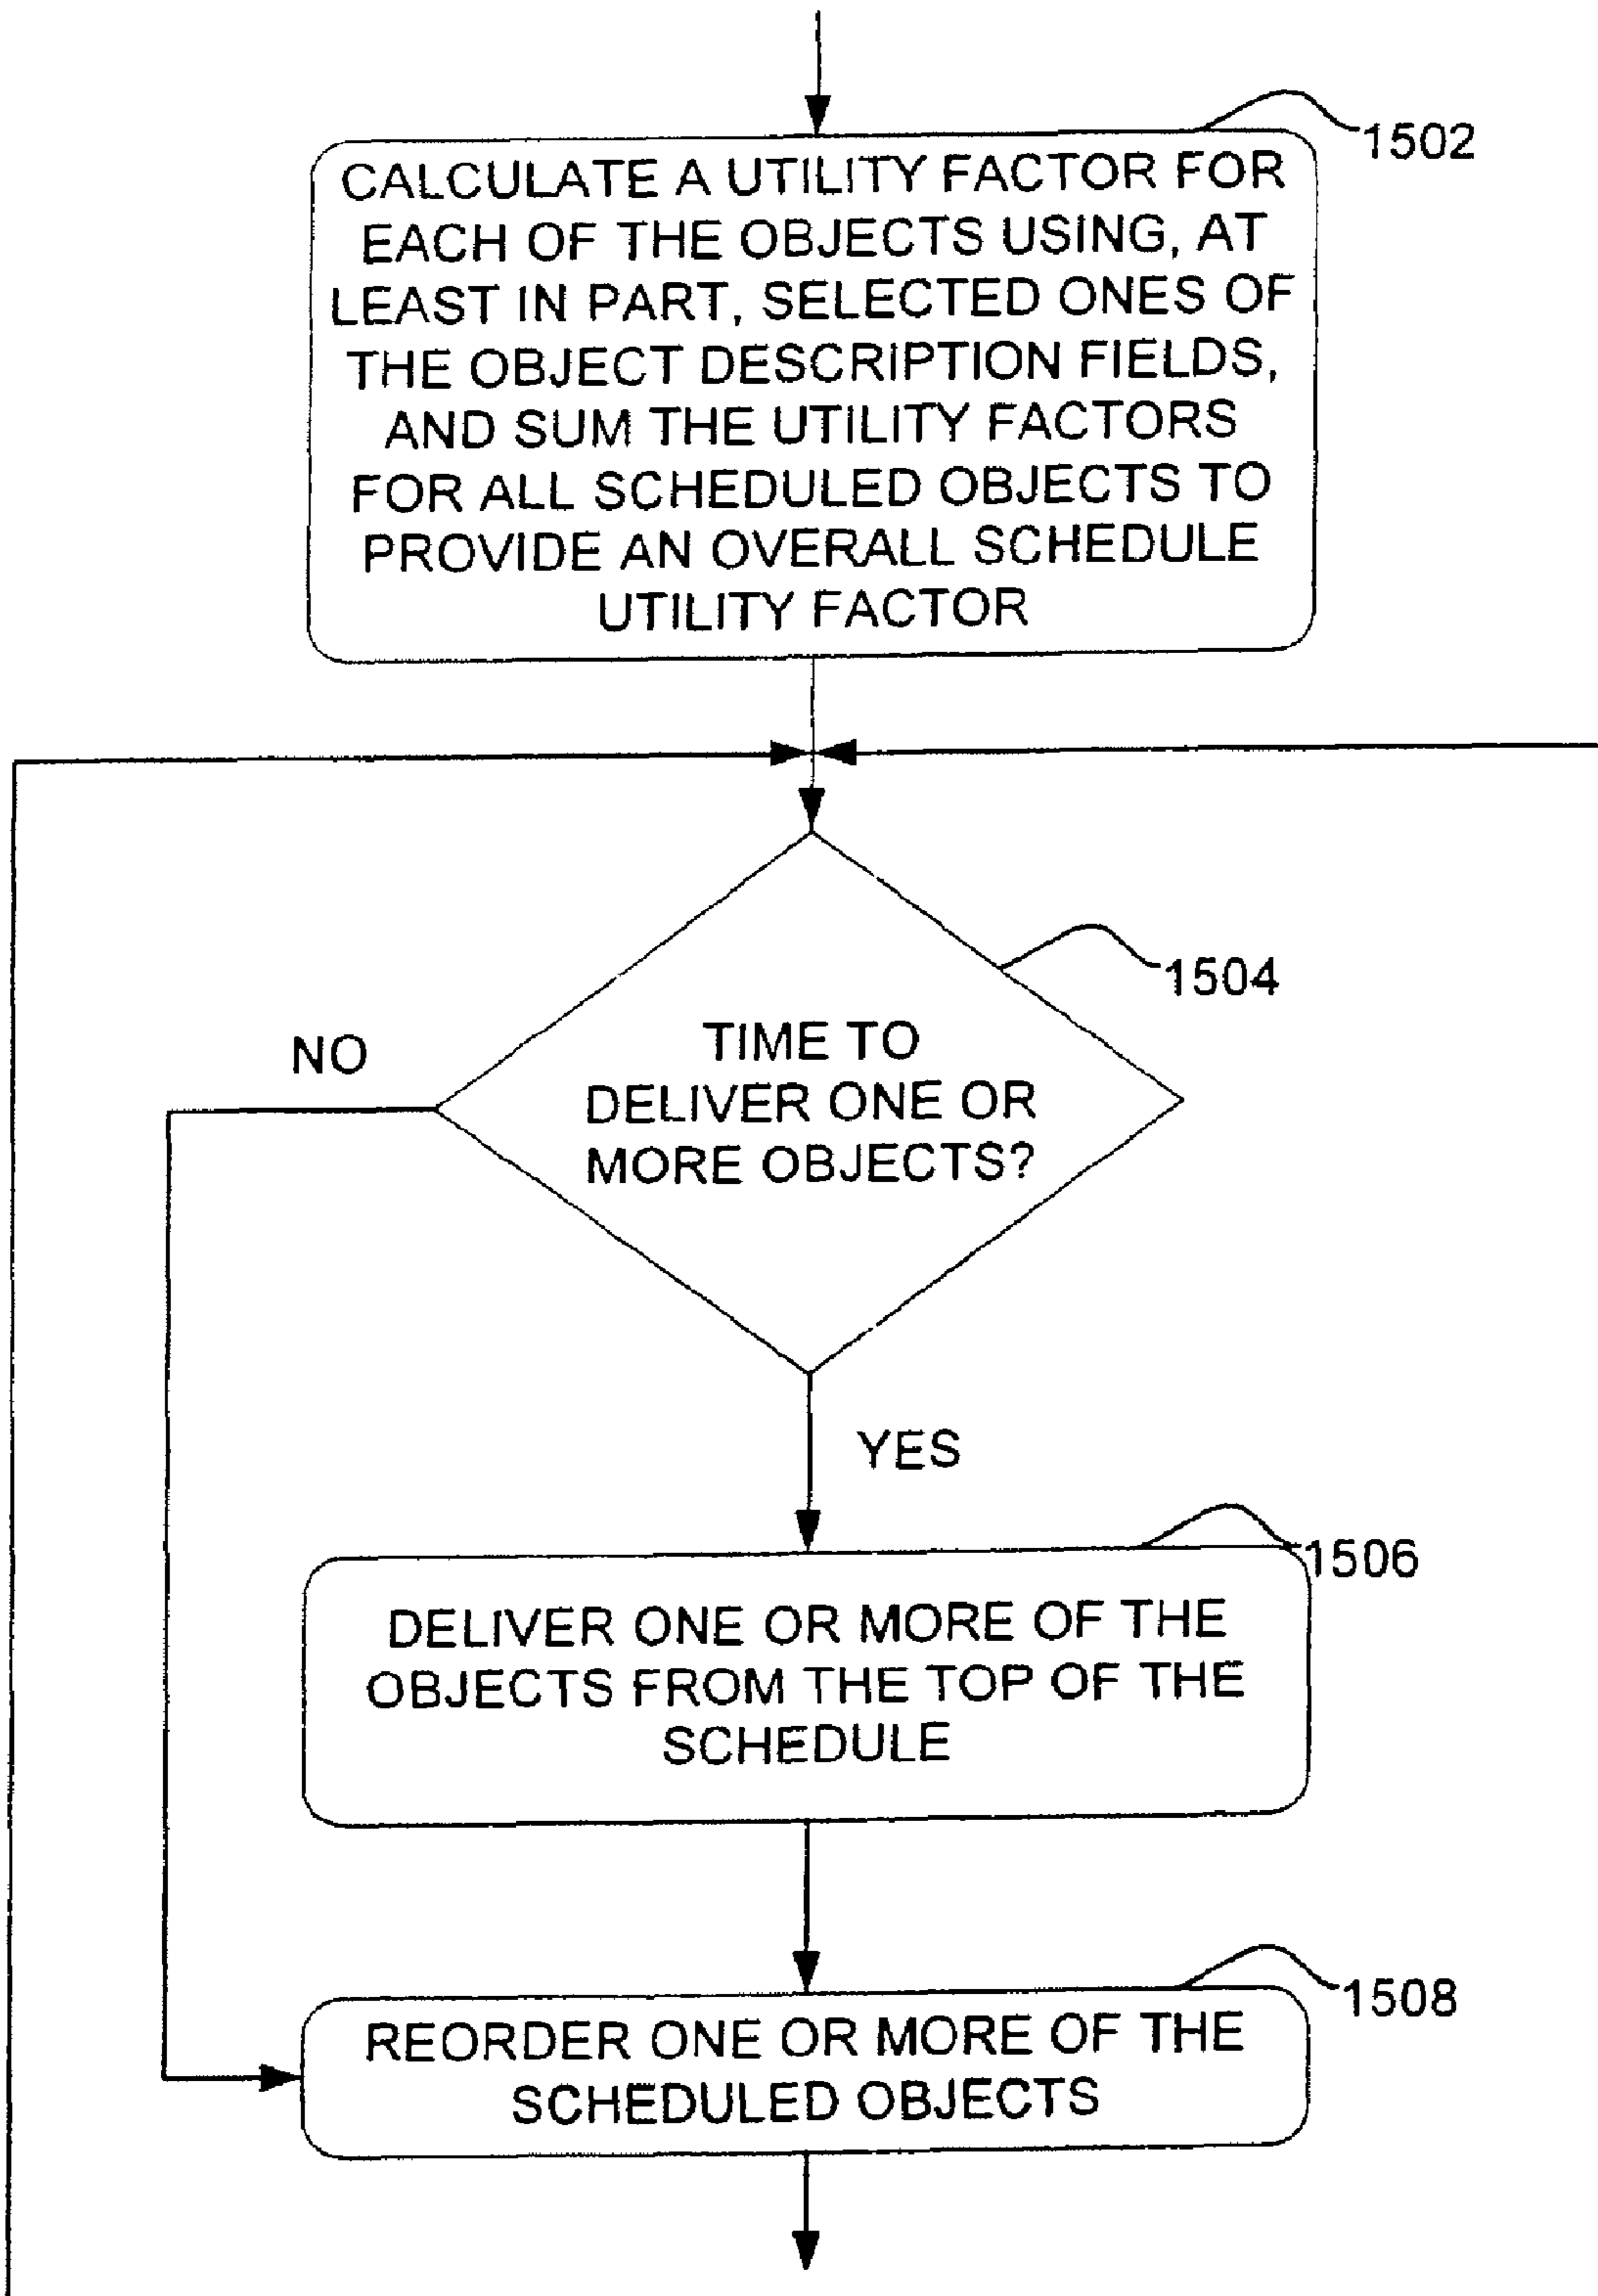 1502
CALCULATE A UTILITY FACTOR FOR
EACH OF THE OBJECTS USING, AT
LEAST IN PART, SELECTED ONES OF
THE OBJECT DESCRIPTION FIELDS,
AND SUM THE UTILITY FACTORS
FOR ALL SCHEDULED OBJECTS TO
PROVIDE AN OVERALL SCHEDULE
UTILITY FACTOR
1504
NO
TIME TO
DELIVER ONE OR
MORE OBJECTS?
YES
1506
DELIVER ONE OR MORE OF THE
OBJECTS FROM THE TOP OF THE
SCHEDULE
1508
REORDER ONE OR MORE OF THE
SCHEDULED OBJECTS